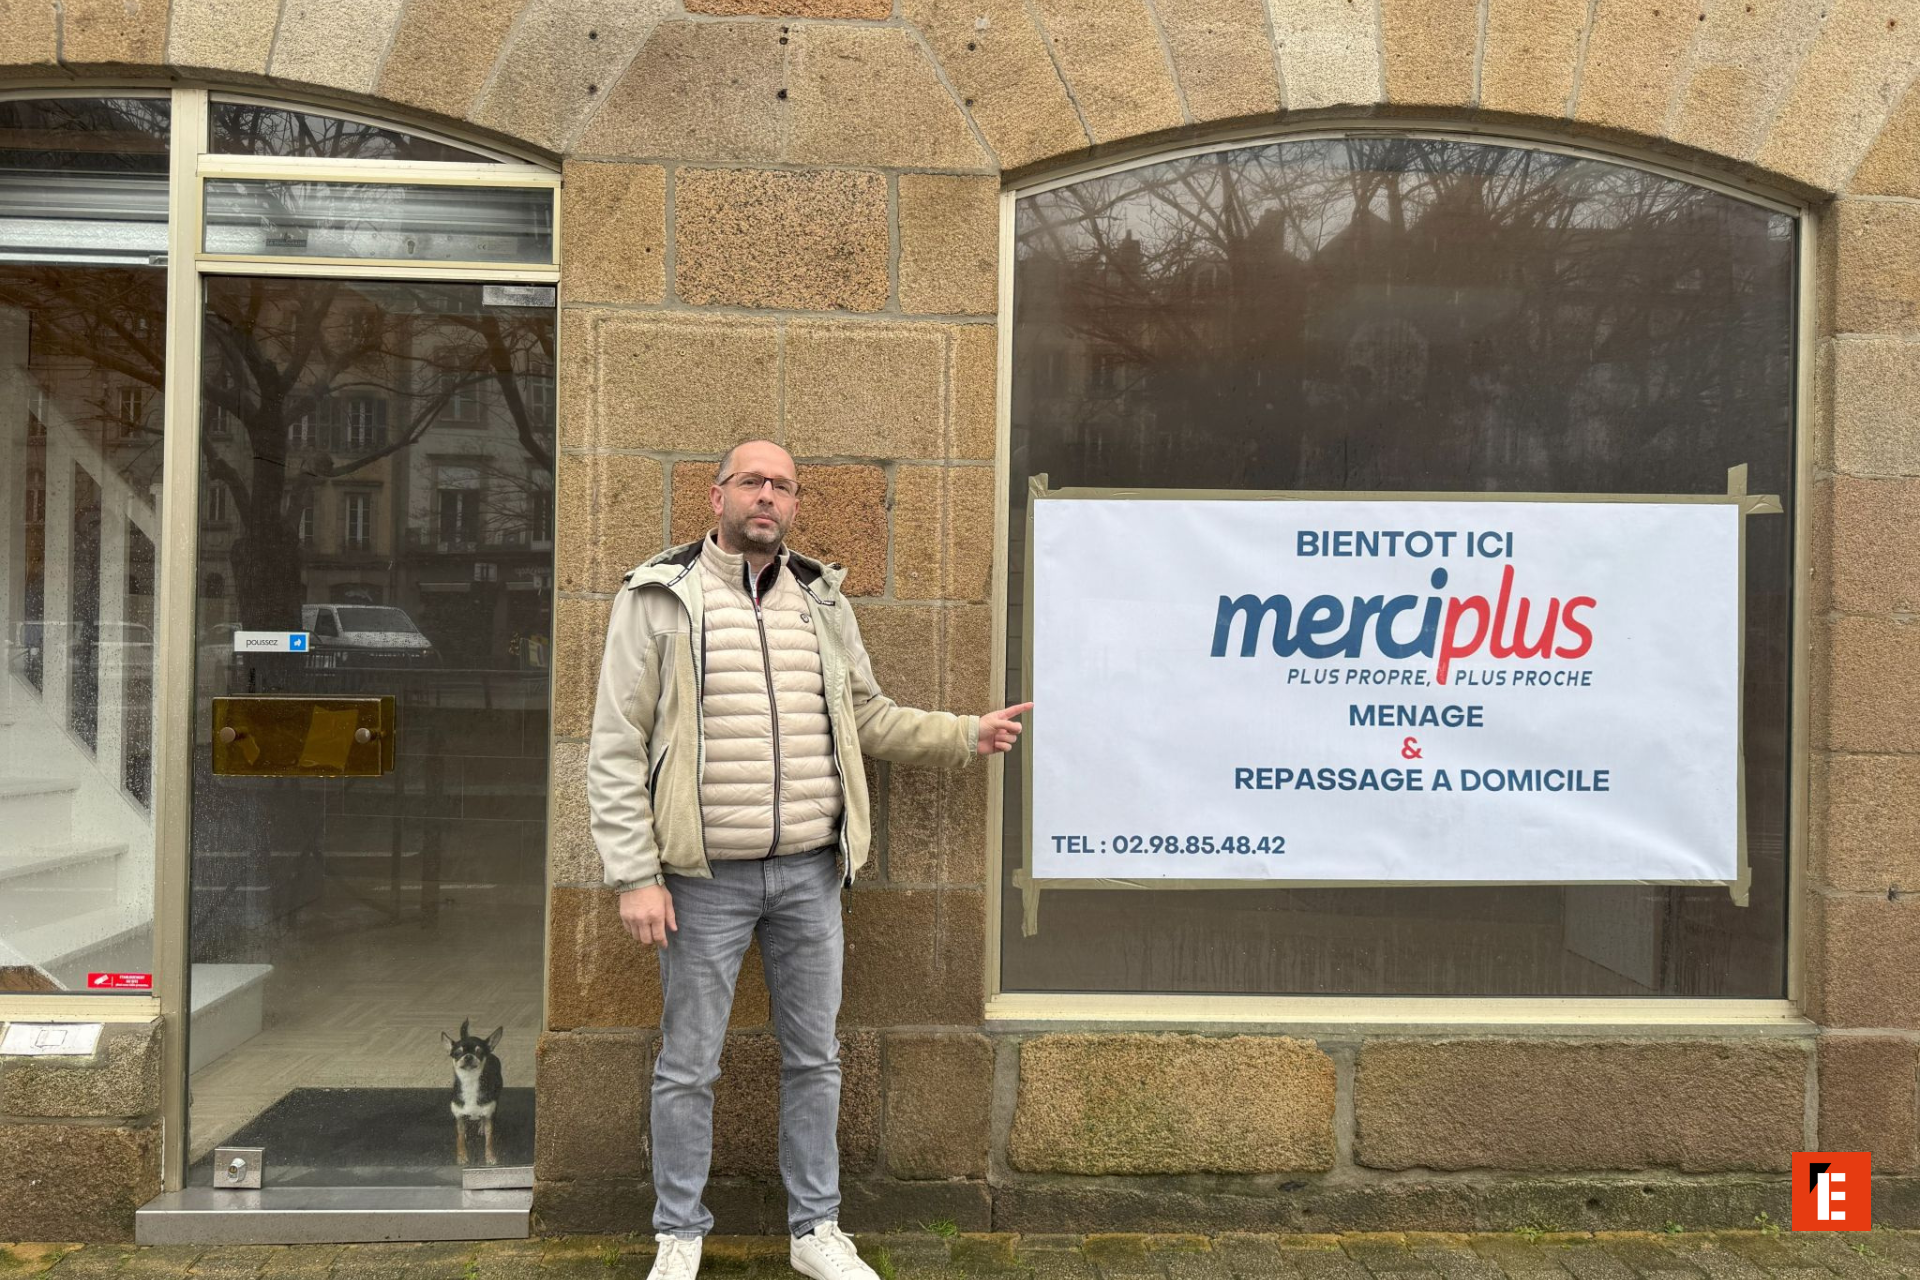 poussez
BIENTOT ICI
merciplus
PLUS PROPRE, PLUS PROCHE
MENAGE
&
REPASSAGE A DOMICILE
TEL : 02.98.85.48.42